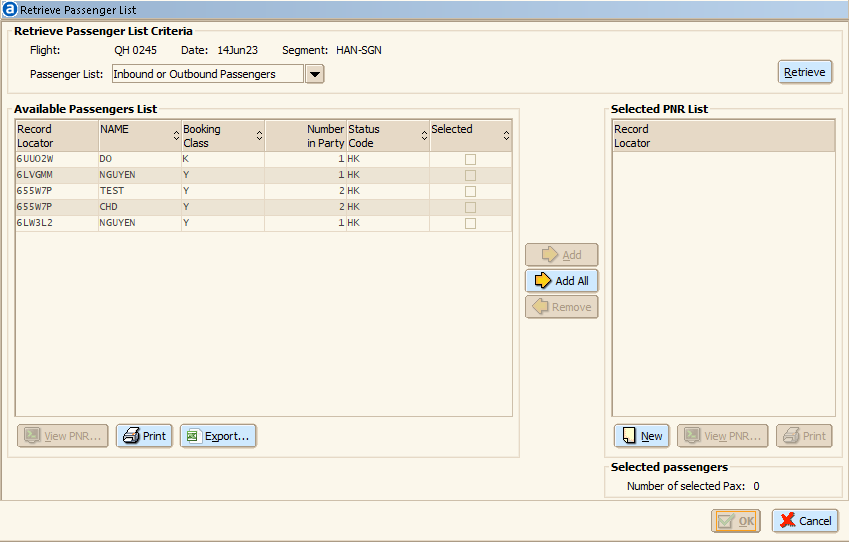 a Retrieve Passenger List
Retrieve Passenger List Criteria
Flight: QH 0245 Date: 14Jun23 Segment: HAN-SGN
Passenger List: Inbound or Outbound Passengers
Retrieve
Available Passengers List
Record Locator NAME Booking Class Number in Party Status Code Selected
6UUO2W DO K 1 HK
6LVGMM NGUYEN Y 1 HK
655W7P TEST Y 2 HK
655W7P CHD Y 2 HK
6LW3L2 NGUYEN Y 1 HK
View PNR... Print Export...
Add
Add All
Remove
Selected PNR List
Record
Locator
New View PNR... Print
Selected passengers
Number of selected Pax: 0
OK Cancel